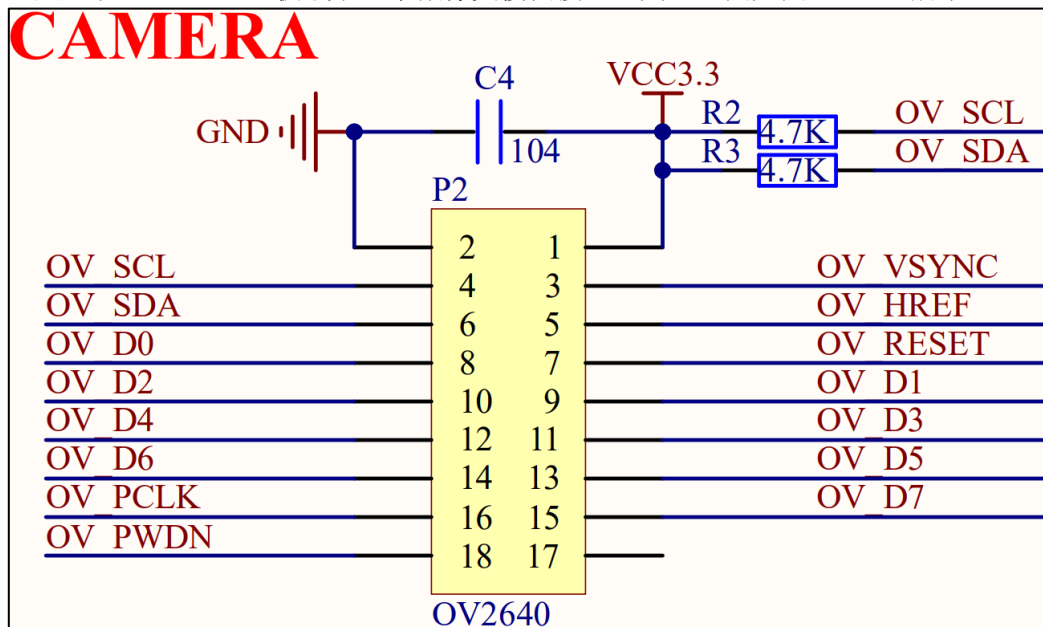 CAMERA
C4
VCC3.3
GND
104
R2
4.7K
OV_SCL
R3
4.7K
OV_SDA
P2
2 1
OV_SCL 4 3 OV_VSYNC
OV_SDA 6 5 OV_HREF
OV_D0 8 7 OV_RESET
OV_D2 10 9 OV_D1
OV_D4 12 11 OV_D3
OV_D6 14 13 OV_D5
OV_PCLK 16 15 OV_D7
OV_PWDN 18 17
OV2640